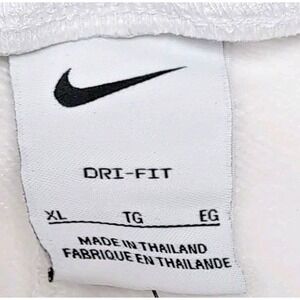 DRI-FIT
XL TG EG
MADE IN THAILAND
FABRIQUE EN THAILANDE